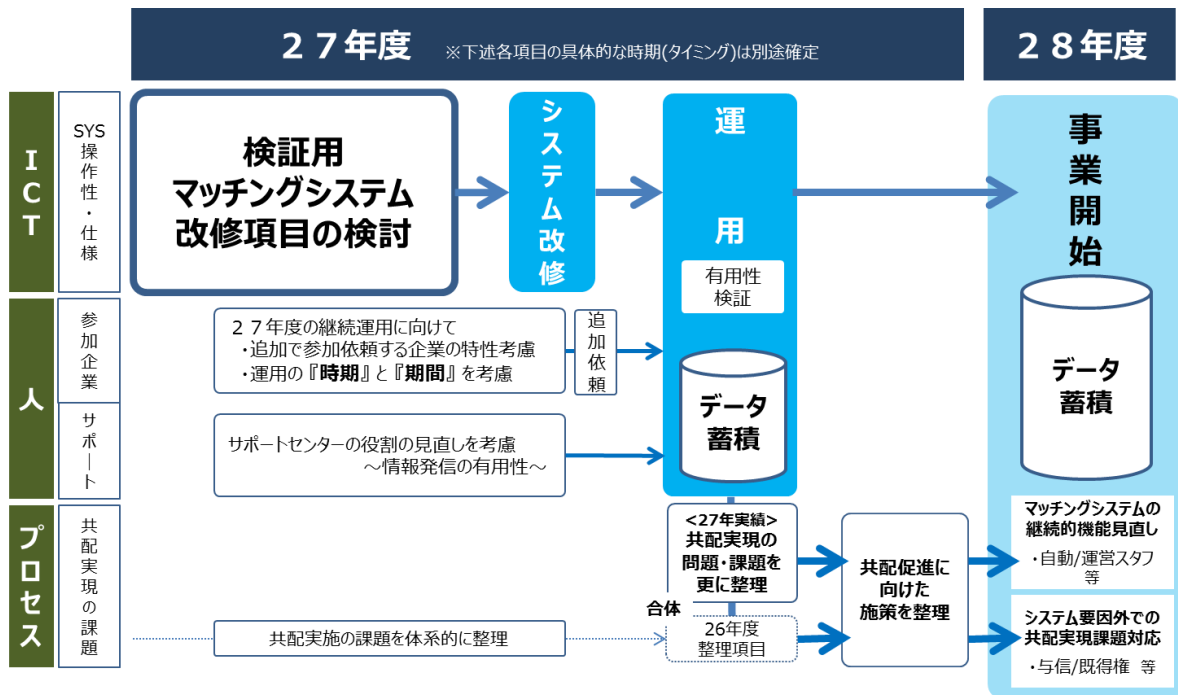 ２７年度 ※下述各項目の具体的な時期(タイミング)は別途確定
２８年度
ICT
SYS操作性・仕様
検証用
マッチングシステム
改修項目の検討
システム改修
運用
有用性
検証
事業開始
人
参加企業
２７年度の継続運用に向けて
・追加で参加依頼する企業の特性考慮
・運用の『時期』と『期間』を考慮
追加依頼
サポート
サポートセンターの役割の見直しを考慮
～情報発信の有用性～
データ
蓄積
データ
蓄積
プロセス
共配実現の課題
<27年実績>
共配実現の
問題・課題を
更に整理
合体
共配実施の課題を体系的に整理
26年度
整理項目
共配促進に
向けた
施策を整理
マッチングシステムの
継続的機能見直し
・自動/運営スタフ
等
システム要因外での
共配実現課題対応
・与信/既得権 等